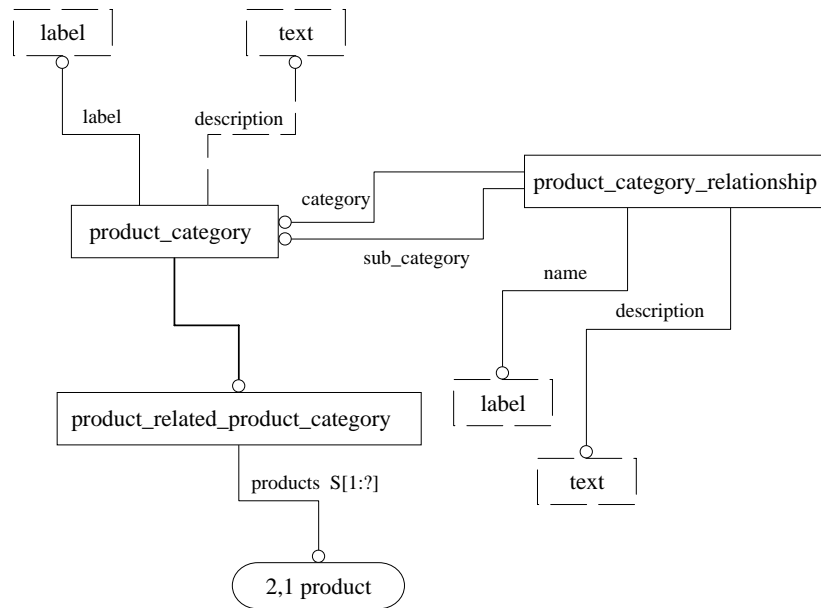 label
text
label
description
category
product_category_relationship
product_category
sub_category
name
description
product_related_product_category
label
products S[1:?]
text
2,1 product